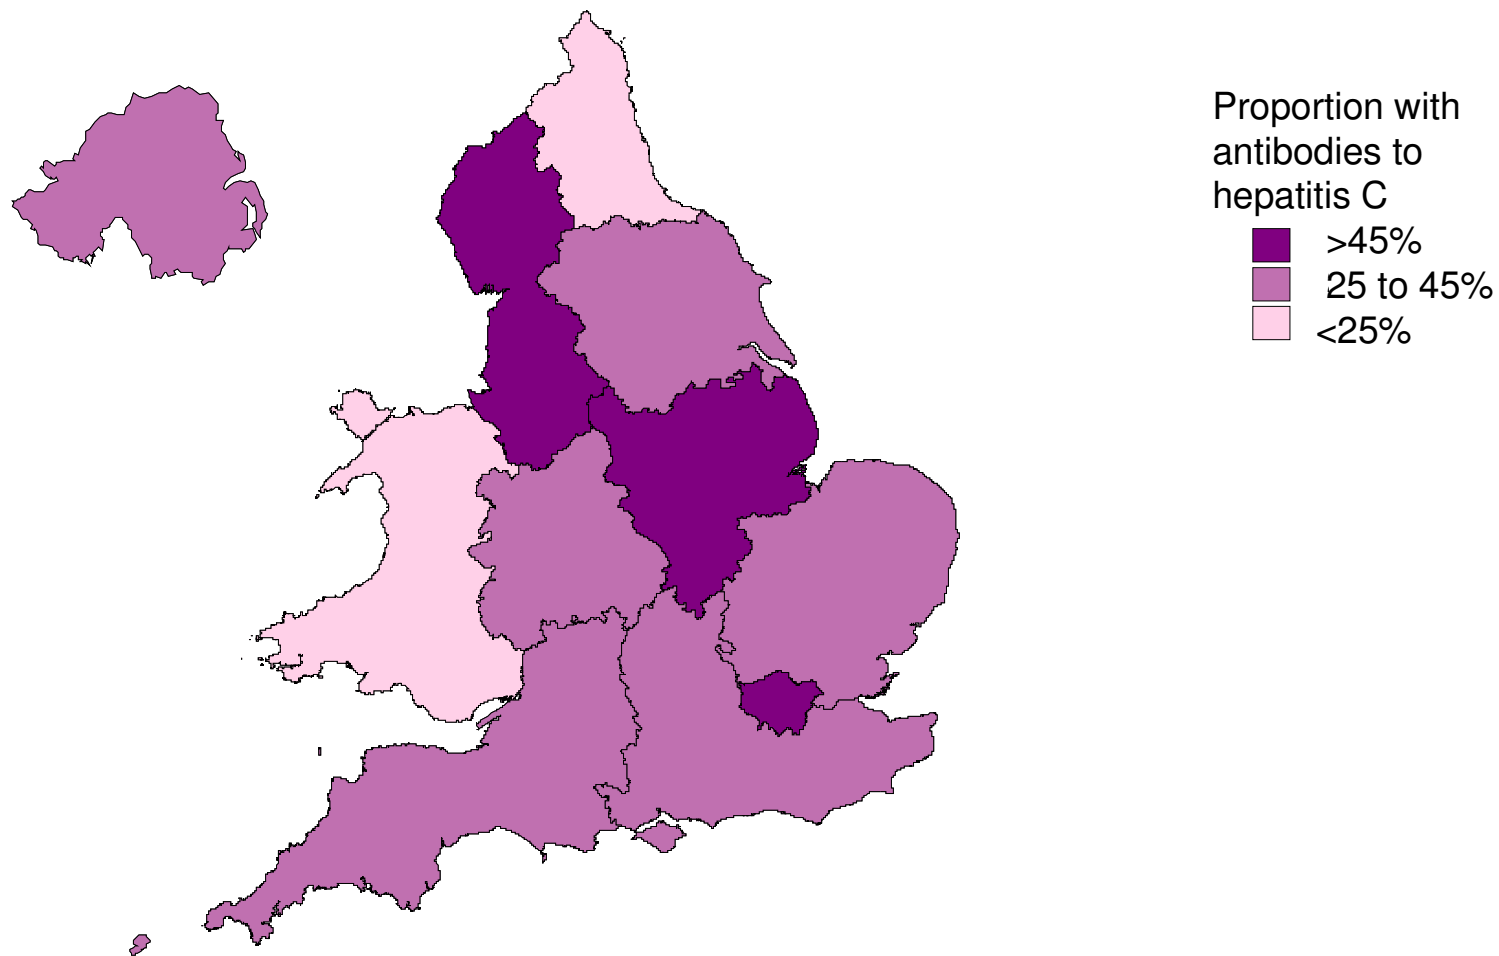 Proportion with
antibodies to
hepatitis C
>45%
25 to 45%
<25%